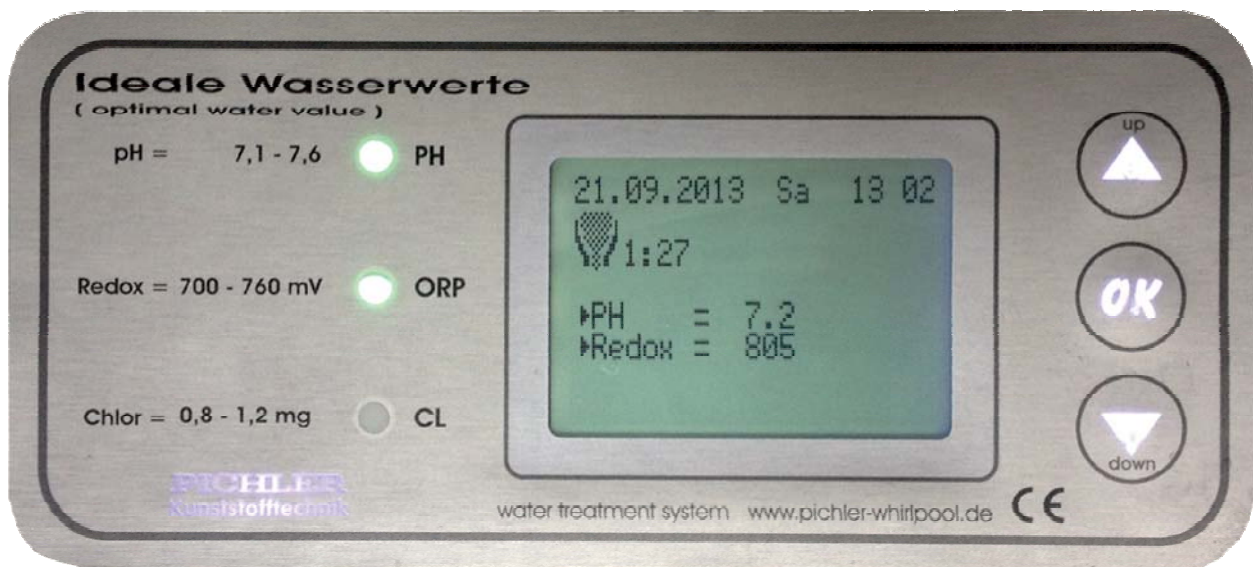 Ideale Wasserwerte
( optimal water value )
pH = 7,1 - 7,6 PH
Redox = 700 - 760 mV ORP
Chlor = 0,8 - 1,2 mg CL
PICHLER
Kunststofftechnik
21.09.2013 Sa 13 02
1:27
PH = 7.2
Redox = 805
water treatment system www.pichler-whirlpool.de CE
up
OK
down